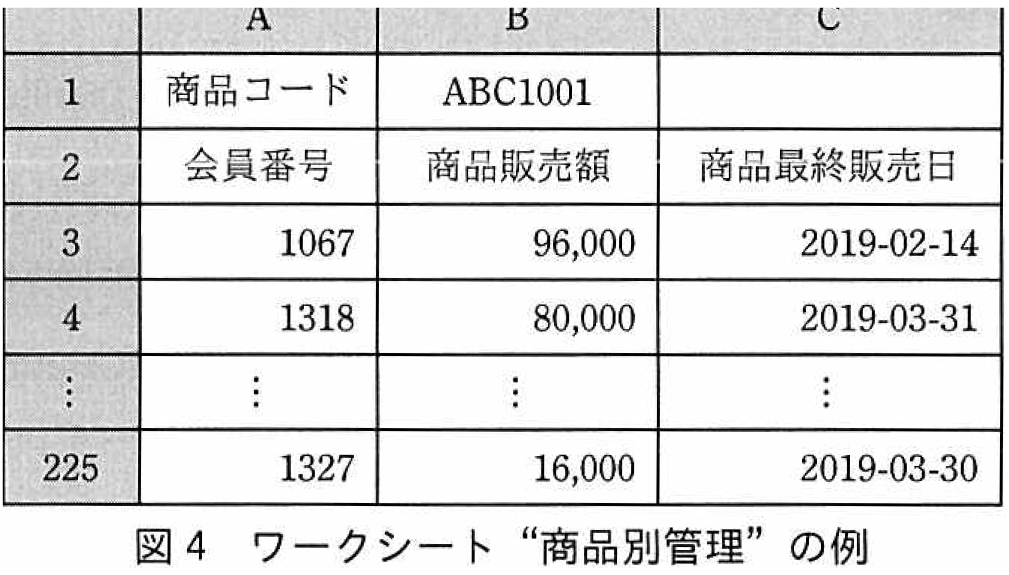 A B C
1 商品コード ABC1001
2 会員番号 商品販売額 商品最終販売日
3 1067 96,000 2019-02-14
4 1318 80,000 2019-03-31
⋮ ⋮ ⋮ ⋮
225 1327 16,000 2019-03-30
図4 ワークシート“商品別管理”の例